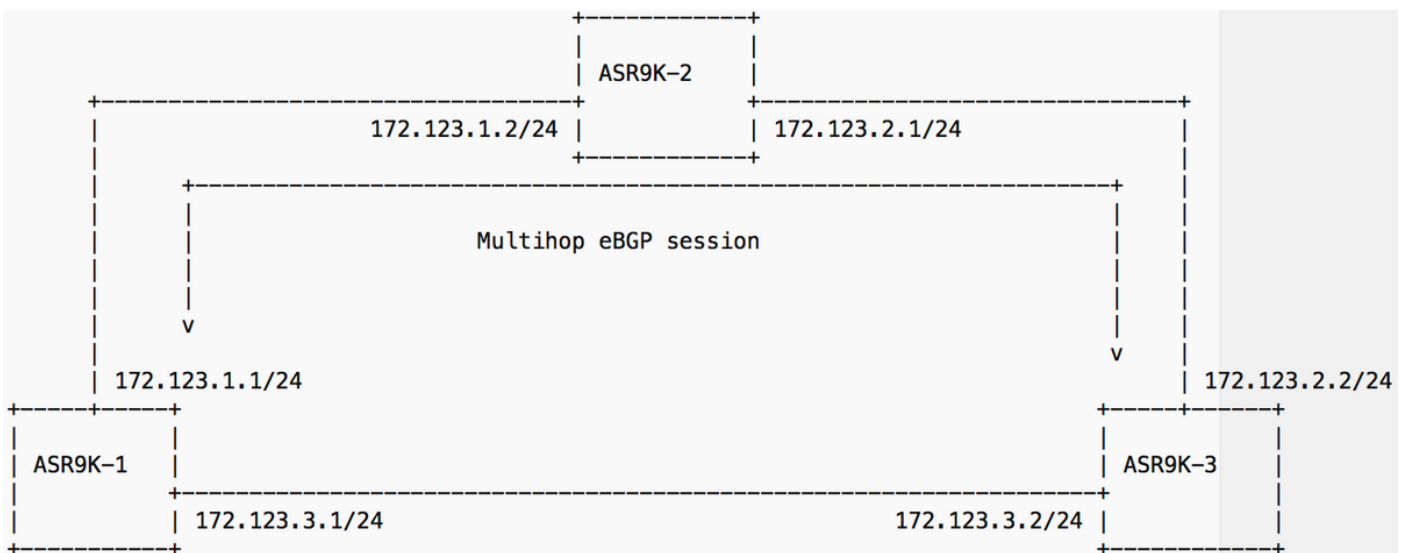 ASR9K-2
172.123.1.2/24 172.123.2.1/24
Multihop eBGP session
172.123.1.1/24 172.123.2.2/24
ASR9K-1 ASR9K-3
172.123.3.1/24 172.123.3.2/24